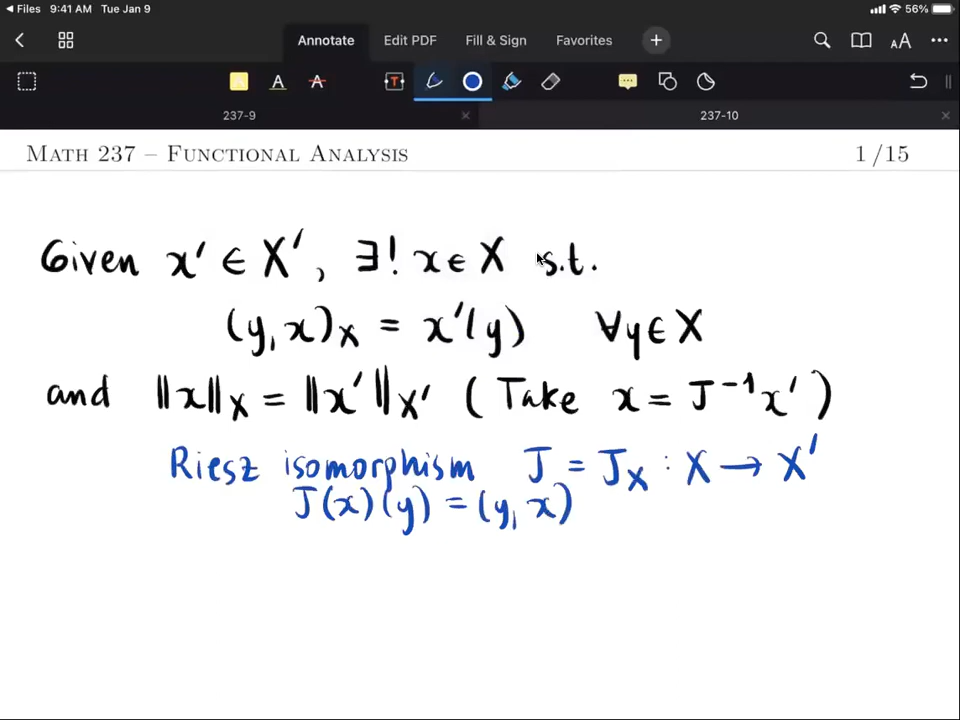 Files 9:41 AM Tue Jan 9 56%
Annotate Edit PDF Fill & Sign Favorites + AA
A A T
237-9 237-10
MATH 237 – FUNCTIONAL ANALYSIS 1/15
Given x′ ∈ X′, ∃! x ∈ X s.t.
(y, x)_X = x′(y) ∀y ∈ X
and ‖x‖_X = ‖x′‖_X′ (Take x = J⁻¹x′)
Riesz isomorphism J = J_X : X → X′
J(x)(y) = (y, x)